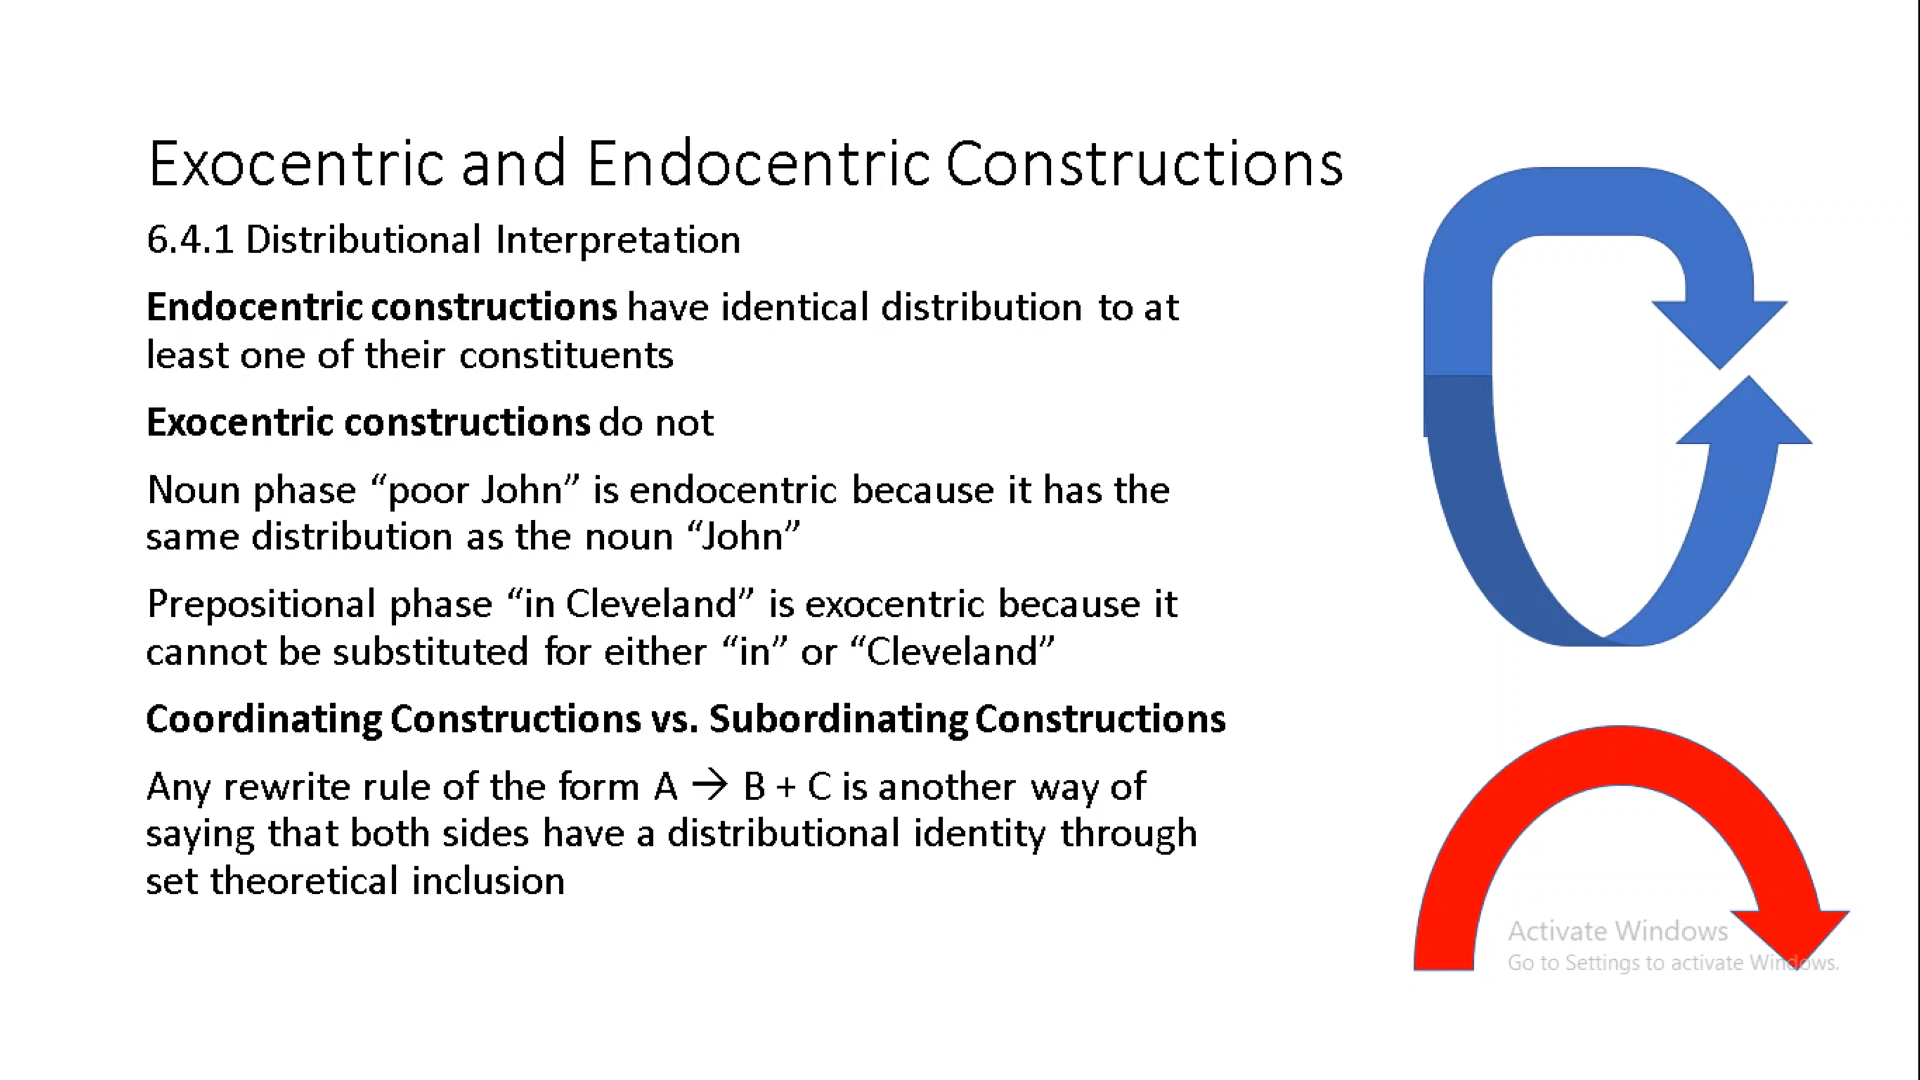 Exocentric and Endocentric Constructions
6.4.1 Distributional Interpretation
Endocentric constructions have identical distribution to at
least one of their constituents
Exocentric constructions do not
Noun phase “poor John” is endocentric because it has the
same distribution as the noun “John”
Prepositional phase “in Cleveland” is exocentric because it
cannot be substituted for either “in” or “Cleveland”
Coordinating Constructions vs. Subordinating Constructions
Any rewrite rule of the form A → B + C is another way of
saying that both sides have a distributional identity through
set theoretical inclusion
Activate Windows
Go to Settings to activate Windows.